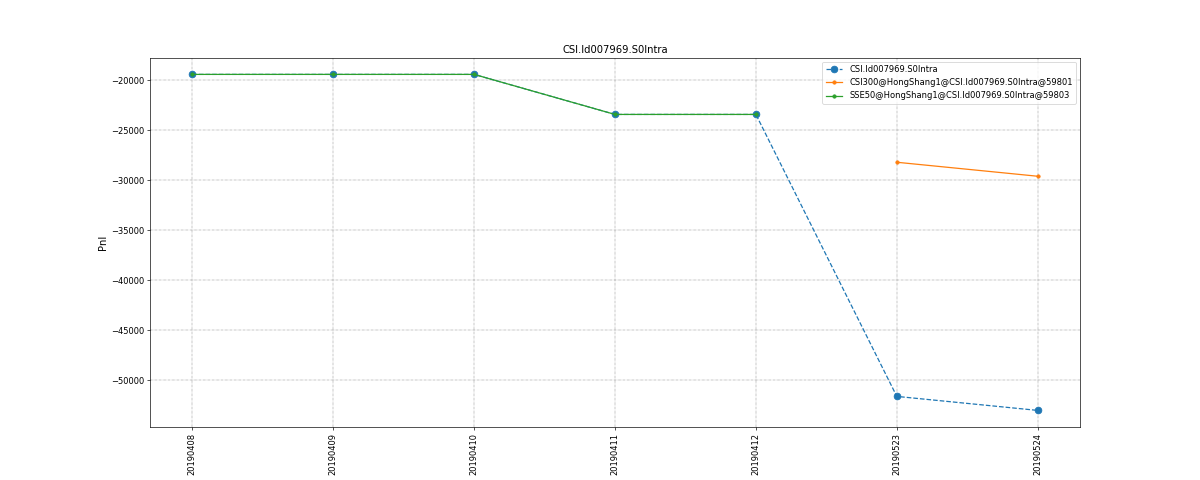 CSI.Id007969.S0Intra
CSI.Id007969.S0Intra
CSI300@HongShang1@CSI.Id007969.S0Intra@59801
SSE50@HongShang1@CSI.Id007969.S0Intra@59803
−20000
−25000
−30000
−35000
−40000
−45000
−50000
Pnl
20190408
20190409
20190410
20190411
20190412
20190523
20190524